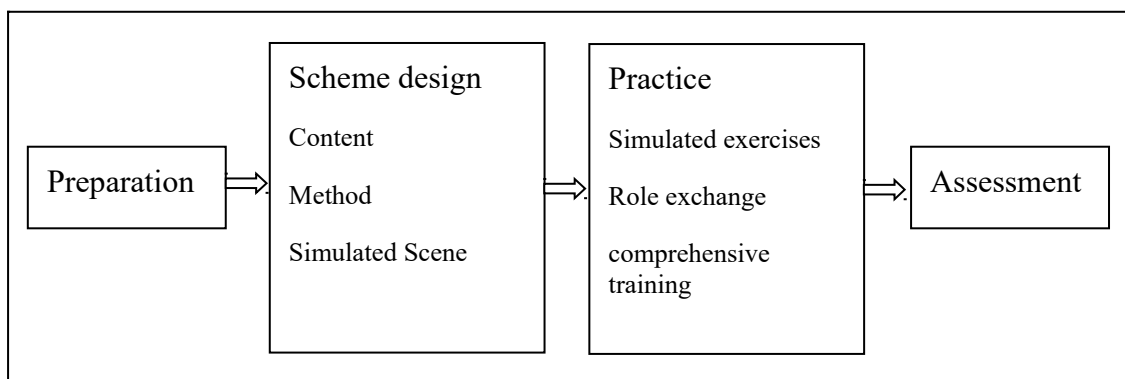 Preparation
Scheme design
Content
Method
Simulated Scene
Practice
Simulated exercises
Role exchange
comprehensive
training
Assessment